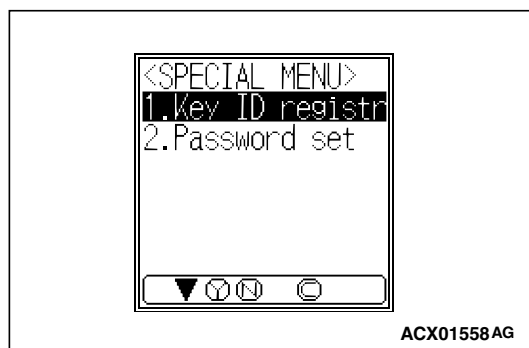 <SPECIAL MENU>
1.Key ID registr
2.Password set
▼ Ⓨ Ⓝ Ⓒ
ACX01558AG